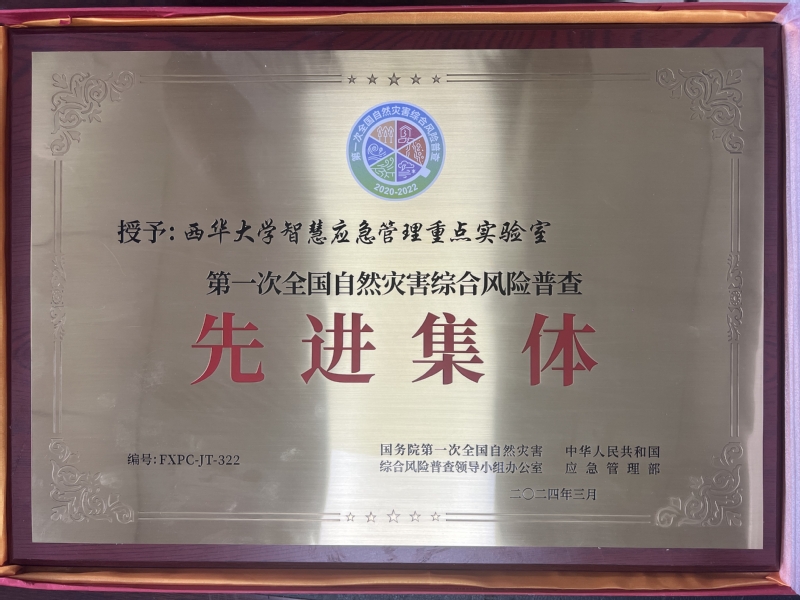 第一次全国自然灾害综合风险普查
2020-2022
授予：西华大学智慧应急管理重点实验室
第一次全国自然灾害综合风险普查
先进集体
编号：FXPC-JT-322
国务院第一次全国自然灾害
综合风险普查领导小组办公室
中华人民共和国
应急管理部
二〇二四年三月